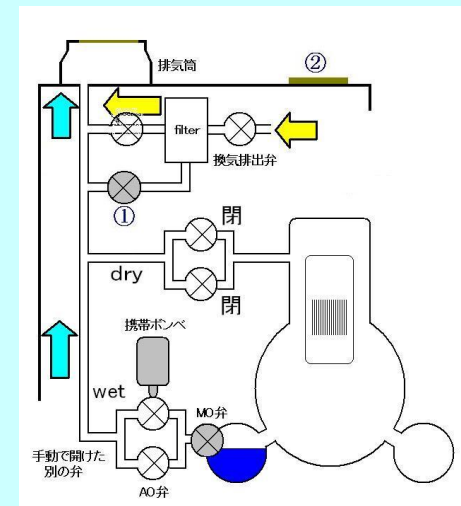 排気筒
②
filter
換気排出弁
①
閉
dry
閉
携帯ボンベ
wet
MO弁
手動で開けた
別の弁
AO弁